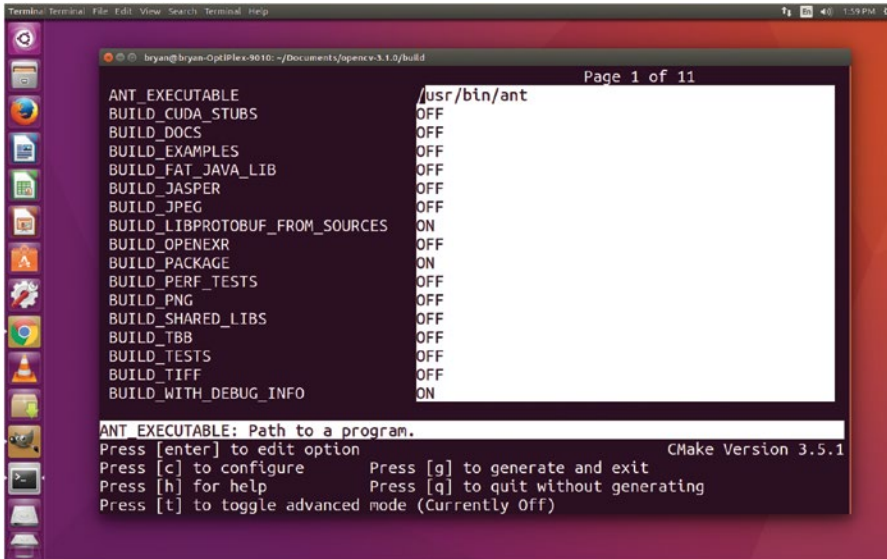 Terminal Terminal File Edit View Search Terminal Help En 1:59 PM
bryan@bryan-OptiPlex-9010: ~/Documents/opencv-3.1.0/build
Page 1 of 11
ANT_EXECUTABLE /usr/bin/ant
BUILD_CUDA_STUBS OFF
BUILD_DOCS OFF
BUILD_EXAMPLES OFF
BUILD_FAT_JAVA_LIB OFF
BUILD_JASPER OFF
BUILD_JPEG OFF
BUILD_LIBPROTOBUF_FROM_SOURCES ON
BUILD_OPENEXR OFF
BUILD_PACKAGE ON
BUILD_PERF_TESTS OFF
BUILD_PNG OFF
BUILD_SHARED_LIBS OFF
BUILD_TBB OFF
BUILD_TESTS OFF
BUILD_TIFF OFF
BUILD_WITH_DEBUG_INFO ON
ANT_EXECUTABLE: Path to a program.
Press [enter] to edit option CMake Version 3.5.1
Press [c] to configure Press [g] to generate and exit
Press [h] for help Press [q] to quit without generating
Press [t] to toggle advanced mode (Currently Off)